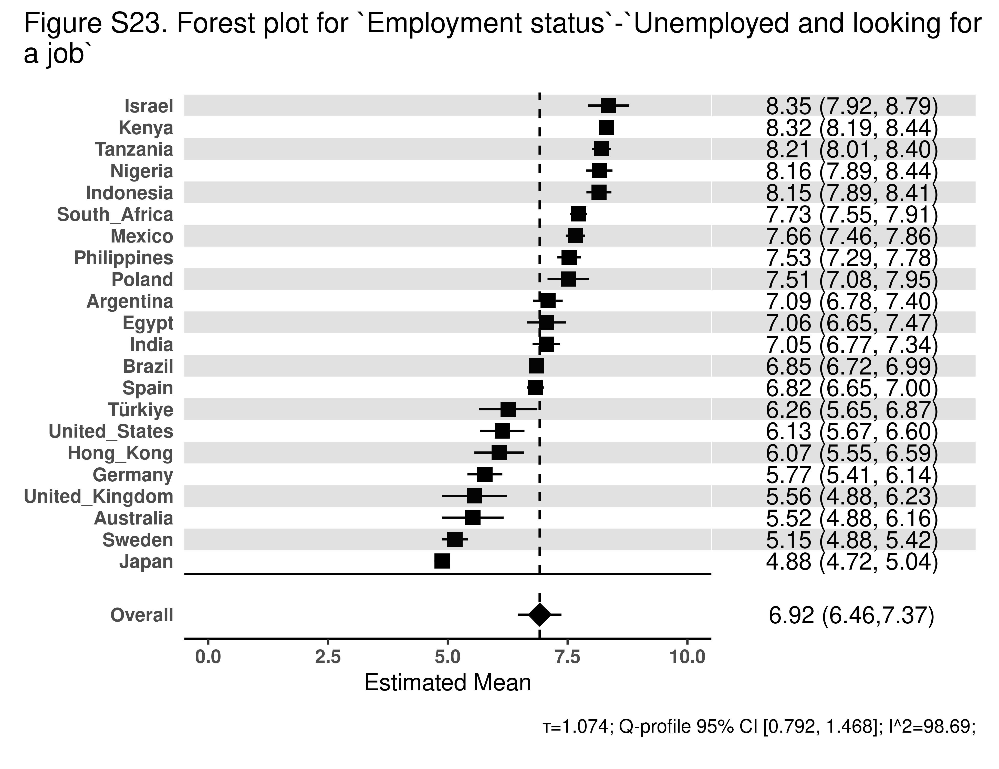 Figure S23. Forest plot for `Employment status`-`Unemployed and looking for
a job`
Israel 8.35 (7.92, 8.79)
Kenya 8.32 (8.19, 8.44)
Tanzania 8.21 (8.01, 8.40)
Nigeria 8.16 (7.89, 8.44)
Indonesia 8.15 (7.89, 8.41)
South_Africa 7.73 (7.55, 7.91)
Mexico 7.66 (7.46, 7.86)
Philippines 7.53 (7.29, 7.78)
Poland 7.51 (7.08, 7.95)
Argentina 7.09 (6.78, 7.40)
Egypt 7.06 (6.65, 7.47)
India 7.05 (6.77, 7.34)
Brazil 6.85 (6.72, 6.99)
Spain 6.82 (6.65, 7.00)
Türkiye 6.26 (5.65, 6.87)
United_States 6.13 (5.67, 6.60)
Hong_Kong 6.07 (5.55, 6.59)
Germany 5.77 (5.41, 6.14)
United_Kingdom 5.56 (4.88, 6.23)
Australia 5.52 (4.88, 6.16)
Sweden 5.15 (4.88, 5.42)
Japan 4.88 (4.72, 5.04)
Overall 6.92 (6.46,7.37)
0.0 2.5 5.0 7.5 10.0
Estimated Mean
τ=1.074; Q-profile 95% CI [0.792, 1.468]; I^2=98.69;